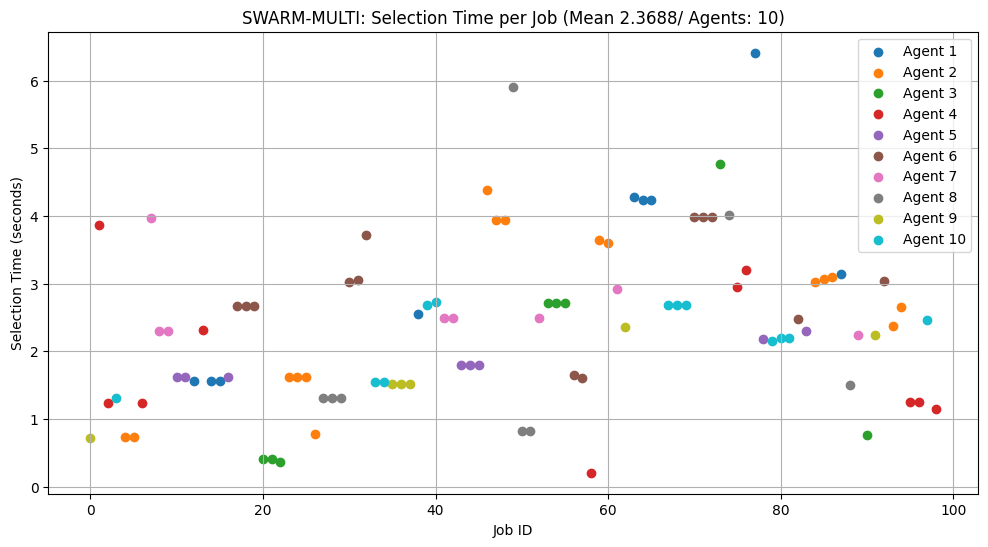 SWARM-MULTI: Selection Time per Job (Mean 2.3688/ Agents: 10)
Selection Time (seconds)
6
5
4
3
2
1
0
Agent 1
Agent 2
Agent 3
Agent 4
Agent 5
Agent 6
Agent 7
Agent 8
Agent 9
Agent 10
0 20 40 60 80 100
Job ID